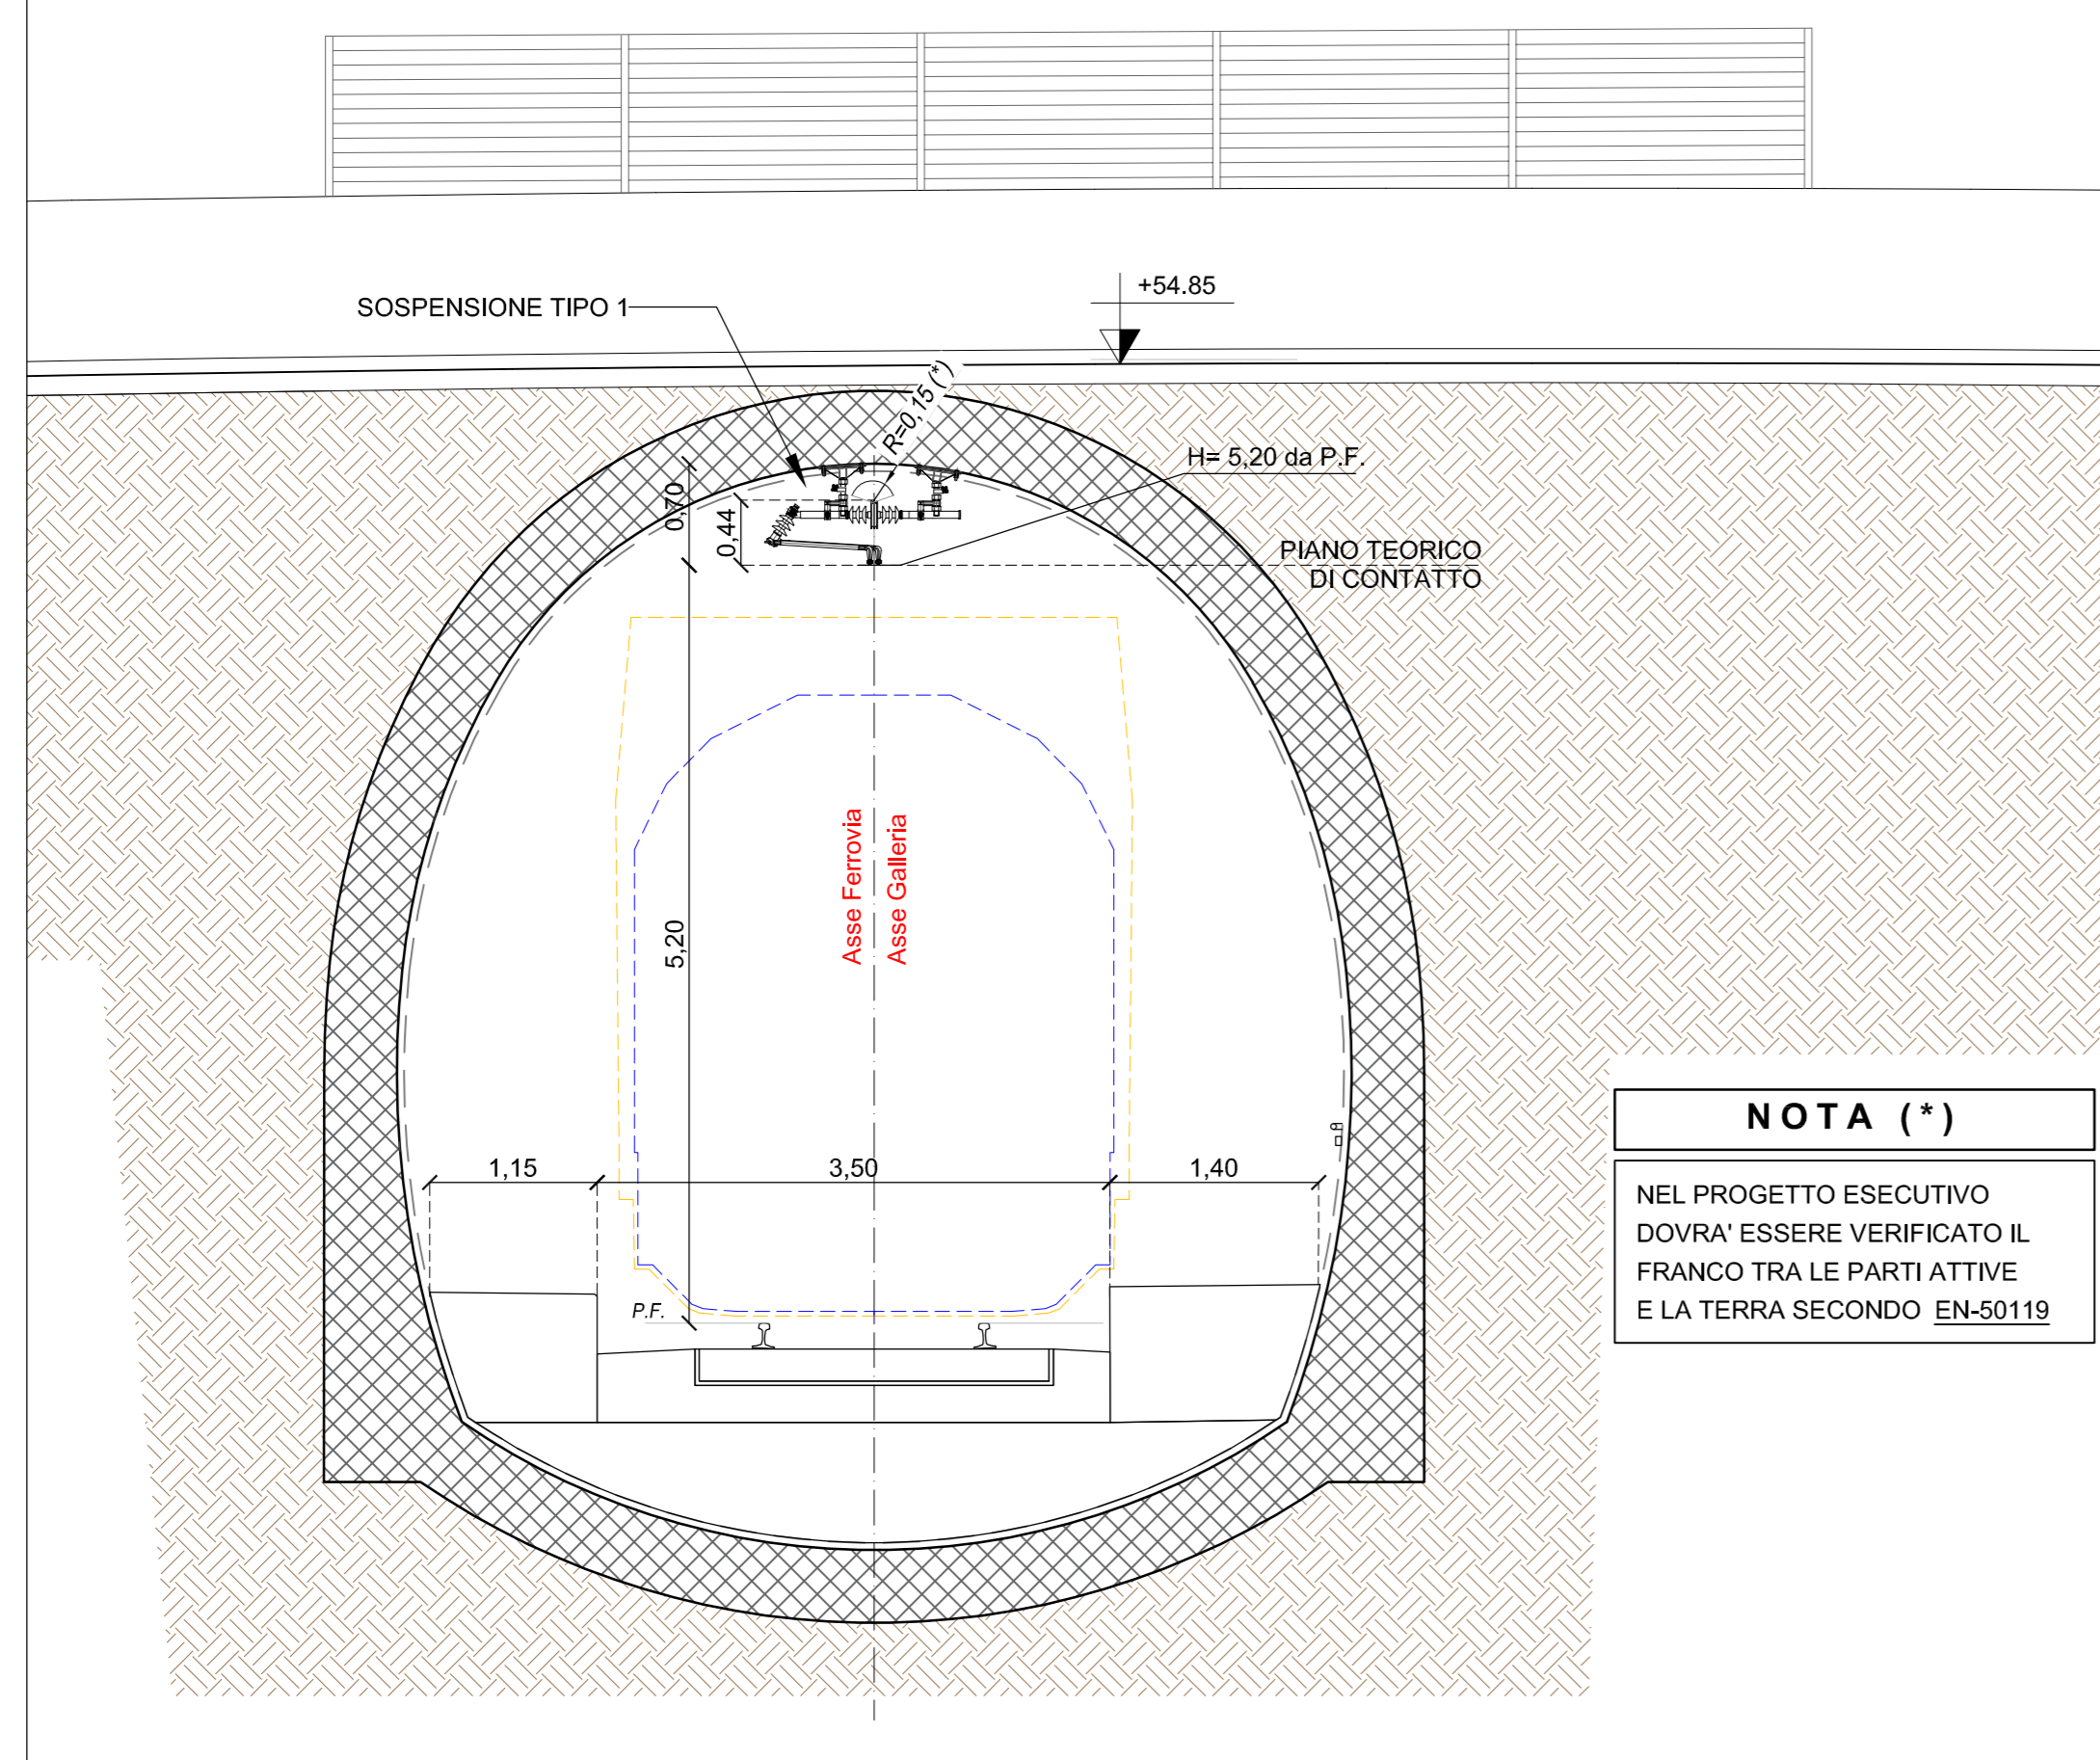 +54.85
SOSPENSIONE TIPO 1
R=0,15 (*)
H= 5,20 da P.F.
0,70
0,44
PIANO TEORICO
DI CONTATTO
Asse Ferrovia
Asse Galleria
5,20
1,15
3,50
1,40
P.F.
NOTA (*)
NEL PROGETTO ESECUTIVO
DOVRA' ESSERE VERIFICATO IL
FRANCO TRA LE PARTI ATTIVE
E LA TERRA SECONDO EN-50119